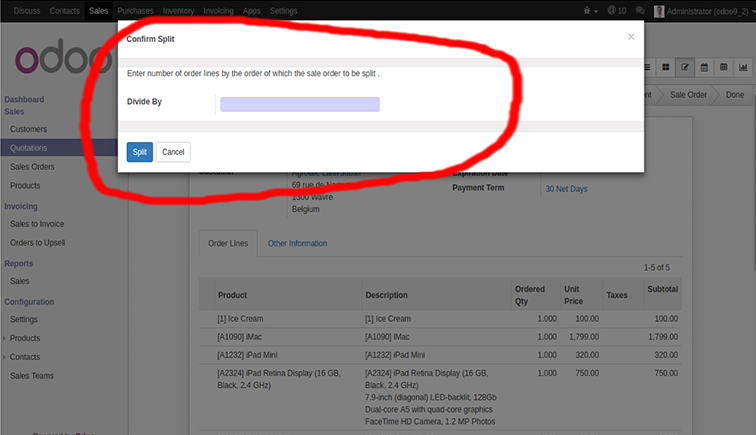 Discuss Contacts Sales Purchases Inventory Invoicing Apps Settings 10 Administrator (odoo9_2)
odoo
Confirm Split x
Enter number of order lines by the order of which the sale order to be split .
Divide By
Split Cancel
Sale Order Done
Dashboard
Sales
Customers
Quotations
Sales Orders
Products
Invoicing
Sales to Invoice
Orders to Upsell
Reports
Sales
Configuration
Settings
Products
Contacts
Sales Teams
Powered by Odoo
Customer
69 rue de
1300 Wavre
Belgium
Expiration Date
Payment Term 30 Net Days
Order Lines Other Information
1-5 of 5
Product Description Ordered Qty Unit Price Taxes Subtotal
[1] Ice Cream [1] Ice Cream 1.000 100.00 100.00
[A1090] iMac [A1090] iMac 1.000 1,799.00 1,799.00
[A1232] iPad Mini [A1232] iPad Mini 1.000 320.00 320.00
[A2324] iPad Retina Display (16 GB, [A2324] iPad Retina Display (16 GB, 1.000 750.00 750.00
Black, 2.4 GHz) Black, 2.4 GHz)
7.9-inch (diagonal) LED-backlit, 128Gb
Dual-core A5 with quad-core graphics
FaceTime HD Camera, 1.2 MP Photos